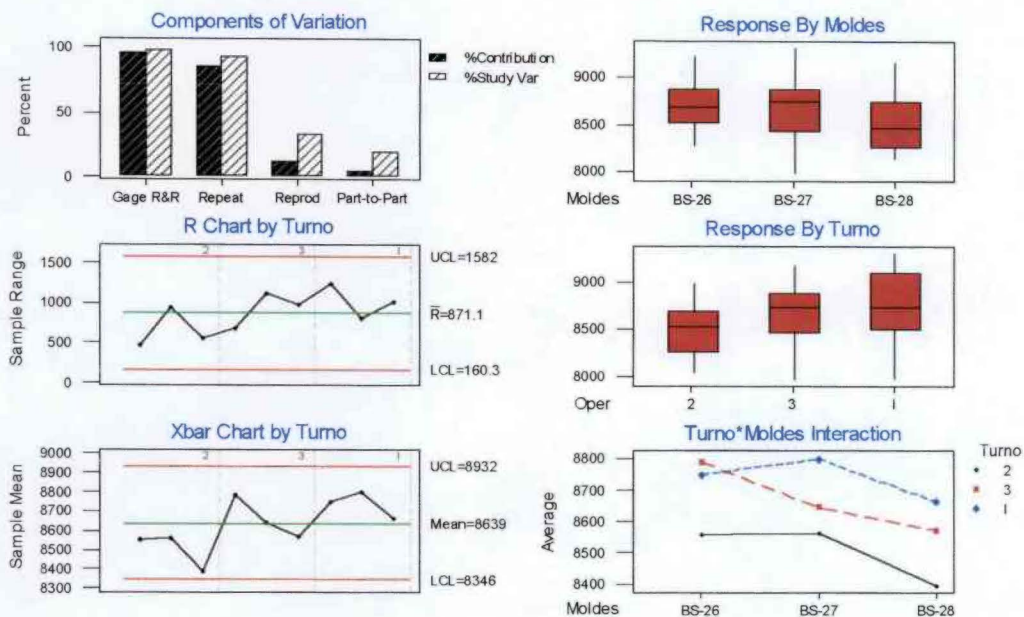 Components of Variation
100
50
0
Percent
Gage R&R
Repeat
Reprod
Part-to-Part
%Contribution
%Study Var
Response By Moldes
9000
8500
8000
Moldes
BS-26
BS-27
BS-28
R Chart by Turno
2
3
1
Sample Range
1500
1000
500
0
UCL=1582
R=871.1
LCL=160.3
Response By Turno
9000
8500
8000
Oper
2
3
1
Xbar Chart by Turno
2
3
1
Sample Mean
9000
8900
8800
8700
8600
8500
8400
8300
UCL=8932
Mean=8639
LCL=8346
Turno*Moldes Interaction
Average
8800
8700
8600
8500
8400
Moldes
BS-26
BS-27
BS-28
Turno
2
3
1